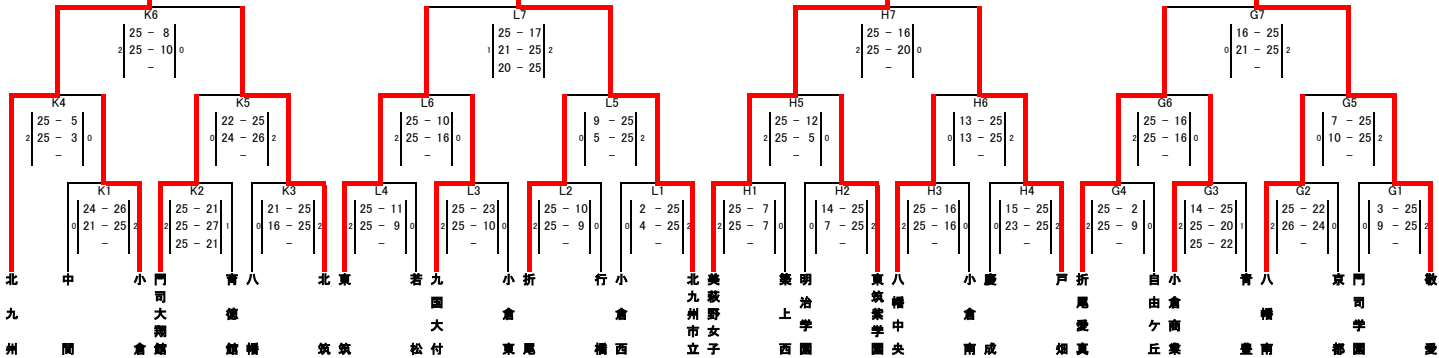 K6 L7 H7 G7
25 - 8 25 - 17 25 - 16 16 - 25
2 25 - 10 0 1 21 - 25 2 2 25 - 20 0 0 21 - 25 2
- 20 - 25 - -
K4 K5 L6 L5 H5 H6 G6 G5
25 - 5 22 - 25 25 - 10 9 - 25 25 - 12 13 - 25 25 - 16 7 - 25
2 25 - 3 0 0 24 - 26 2 2 25 - 16 0 0 5 - 25 2 2 25 - 5 0 0 13 - 25 2 2 25 - 16 0 0 10 - 25 2
- - - - - - - -
K1 K2 K3 L4 L3 L2 L1 H1 H2 H3 H4 G4 G3 G2 G1
24 - 26 25 - 21 21 - 25 25 - 11 25 - 23 25 - 10 2 - 25 25 - 7 14 - 25 25 - 16 15 - 25 25 - 2 14 - 25 25 - 22 3 - 25
0 21 - 25 2 2 25 - 27 1 0 16 - 25 2 2 25 - 9 0 2 25 - 10 0 2 25 - 9 0 0 4 - 25 2 2 25 - 7 0 0 7 - 25 2 2 25 - 16 0 0 23 - 25 2 2 25 - 9 0 2 25 - 20 1 2 26 - 24 0 0 9 - 25 2
- 25 - 21 - - - - - - - - - - 25 - 22 - -
北九州
中間
小倉
門司大翔館
青徳館
八幡
北筑
東筑
若松
九国大付
小倉東
折尾
行橋
小倉西
北九州市立
美萩野女子
築上西
明治学園
東筑紫学園
八幡中央
小倉南
慶成
戸畑
折尾愛真
自由ケ丘
小倉商業
青豊
八幡南
京都
門司学園
敬愛